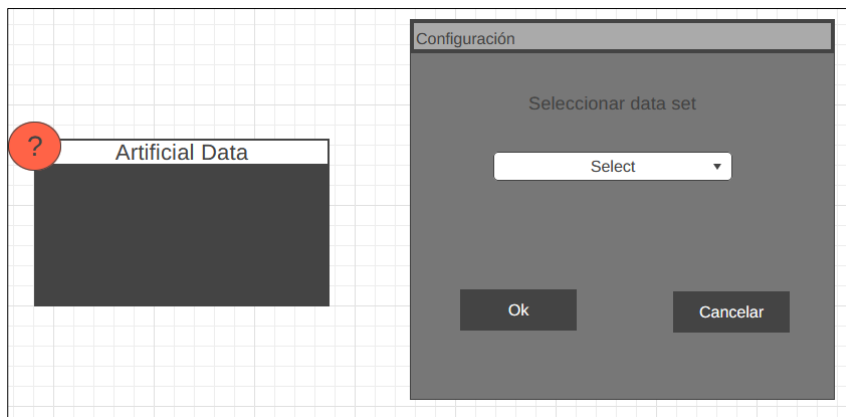 ?
Artificial Data
Configuración
Seleccionar data set
Select
Ok
Cancelar